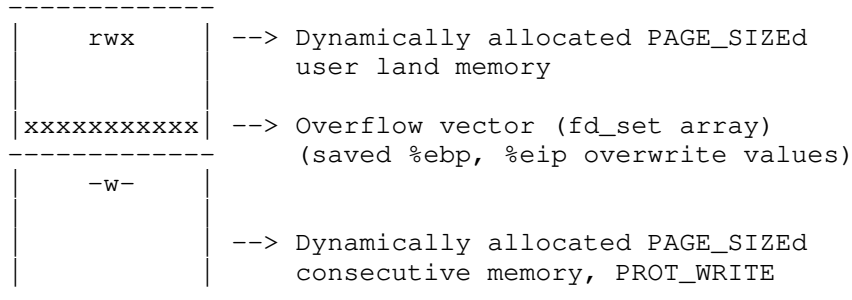 -------------
|    rwx    | --> Dynamically allocated PAGE_SIZEd
|           |     user land memory
|           |
|xxxxxxxxxxx| --> Overflow vector (fd_set array)
-------------     (saved %ebp, %eip overwrite values)
|    -w-    |
|           |
|           | --> Dynamically allocated PAGE_SIZEd
|           |     consecutive memory, PROT_WRITE